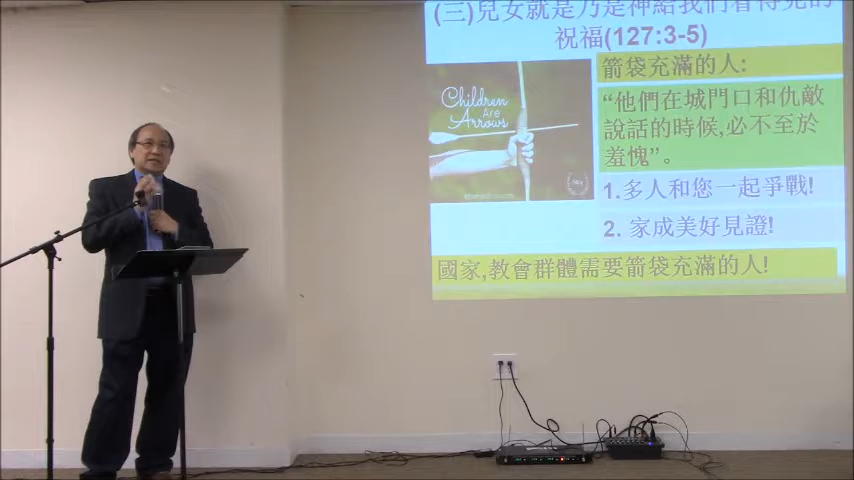 (三)兒女就是乃是神給我們看得見的
祝福(127:3-5)
箭袋充滿的人:
“他們在城門口和仇敵
說話的時候,必不至於
羞愧”.
Children
Are
Arrows
1.多人和您一起爭戰!
2. 家成美好見證!
國家,教會群體需要箭袋充滿的人!